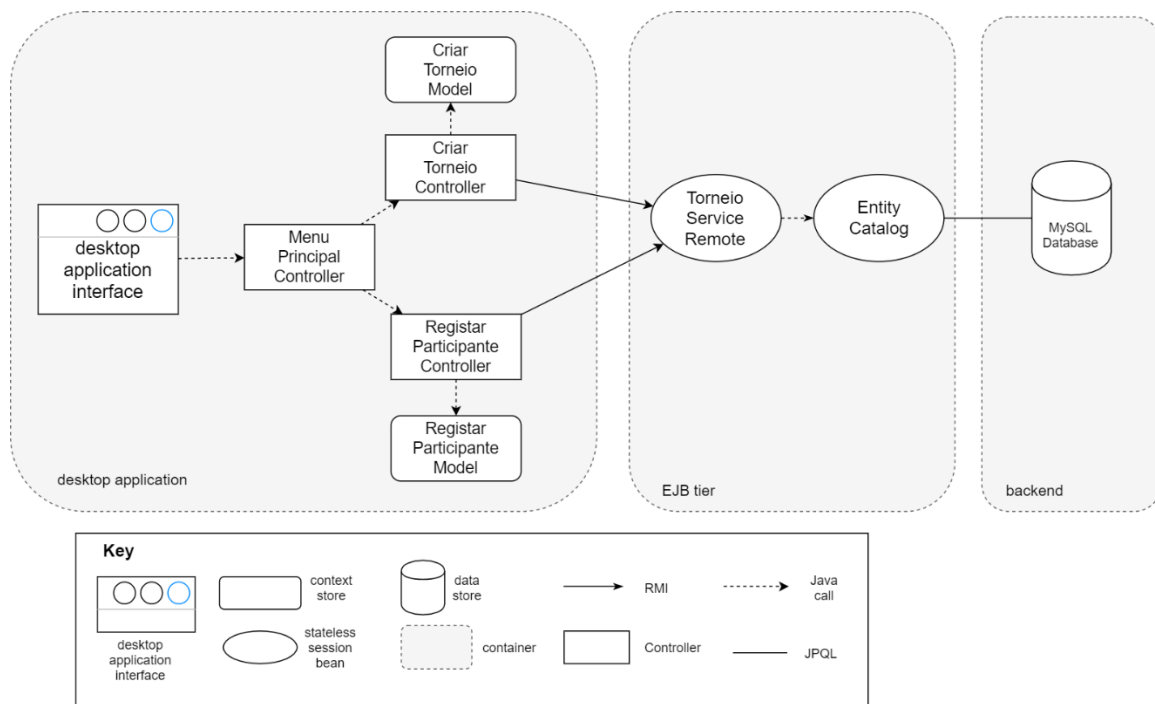 Criar
Torneio
Model
Criar
Torneio
Controller
desktop
application
interface
Menu
Principal
Controller
Registar
Participante
Controller
Registar
Participante
Model
desktop application
Torneio
Service
Remote
Entity
Catalog
EJB tier
MySQL
Database
backend
Key
desktop
application
interface
context
store
stateless
session
bean
data
store
container
RMI
Controller
Java
call
JPQL